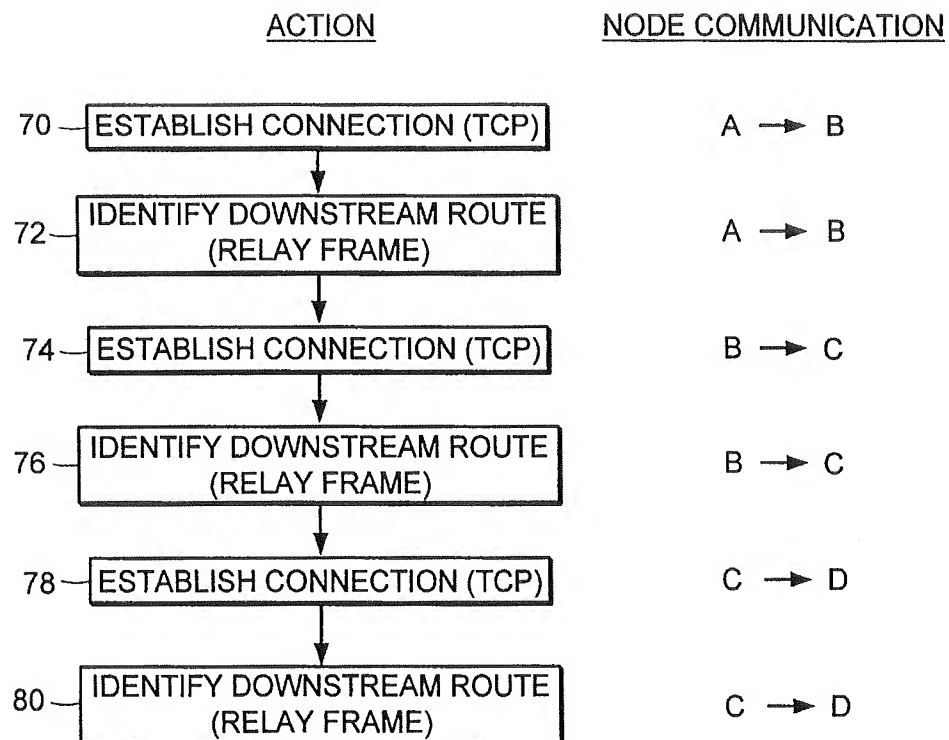 ACTION NODE COMMUNICATION
70 ESTABLISH CONNECTION (TCP) A → B
72 IDENTIFY DOWNSTREAM ROUTE
(RELAY FRAME) A → B
74 ESTABLISH CONNECTION (TCP) B → C
76 IDENTIFY DOWNSTREAM ROUTE
(RELAY FRAME) B → C
78 ESTABLISH CONNECTION (TCP) C → D
80 IDENTIFY DOWNSTREAM ROUTE
(RELAY FRAME) C → D